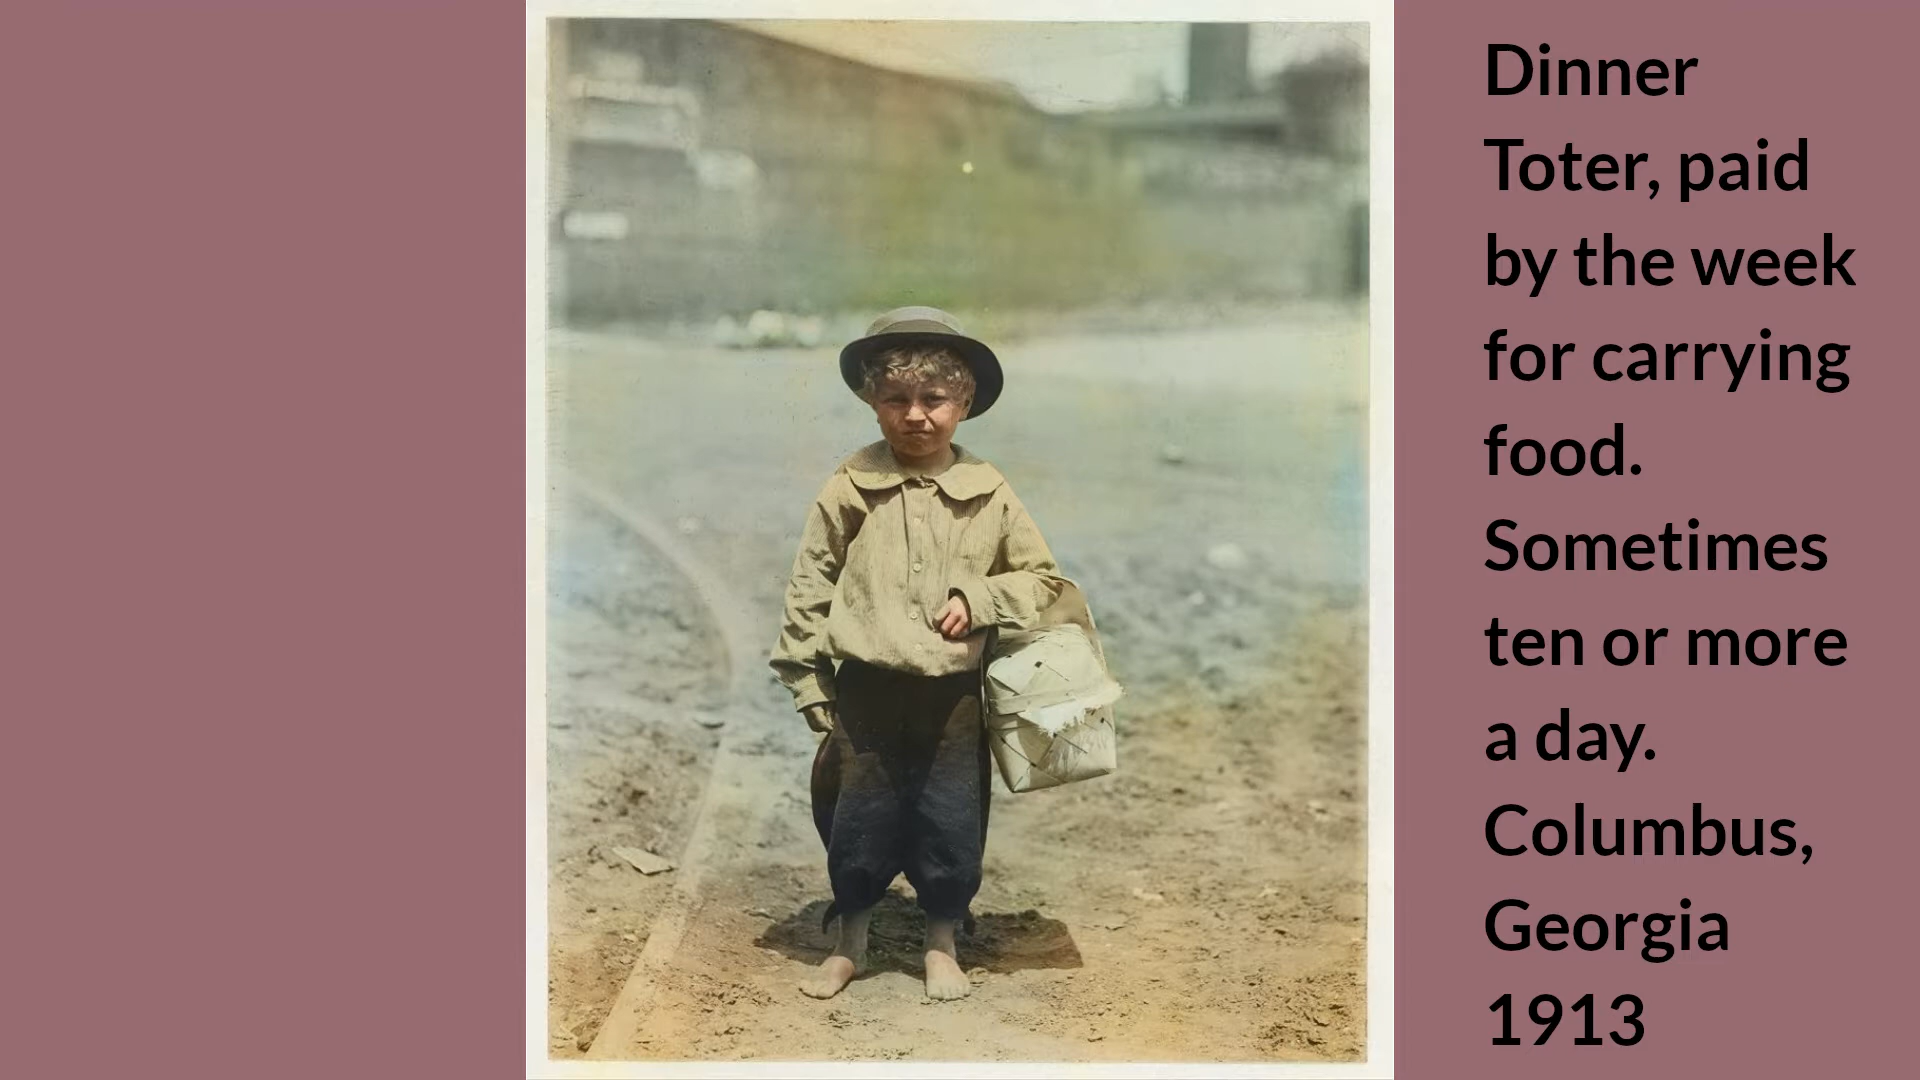 Dinner
Toter, paid
by the week
for carrying
food.
Sometimes
ten or more
a day.
Columbus,
Georgia
1913